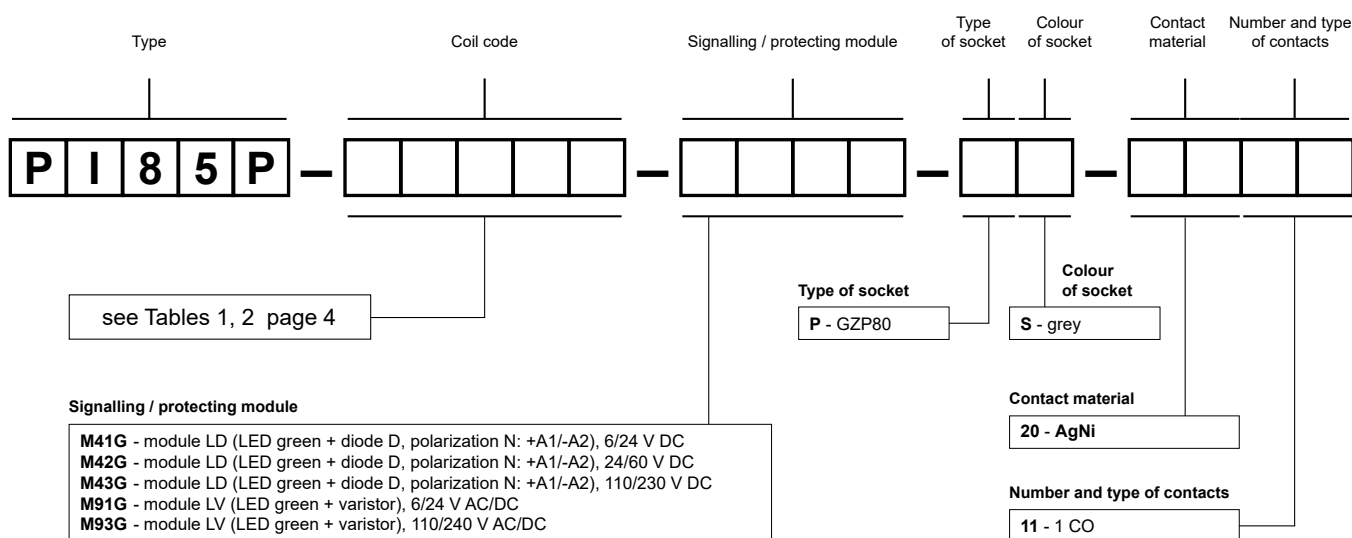 Type
Coil code
Signalling / protecting module
Type
of socket
Colour
of socket
Contact
material
Number and type
of contacts
P I 8 5 P – – – –
see Tables 1, 2 page 4
Type of socket
P - GZP80
Colour
of socket
S - grey
Signalling / protecting module
M41G - module LD (LED green + diode D, polarization N: +A1/-A2), 6/24 V DC
M42G - module LD (LED green + diode D, polarization N: +A1/-A2), 24/60 V DC
M43G - module LD (LED green + diode D, polarization N: +A1/-A2), 110/230 V DC
M91G - module LV (LED green + varistor), 6/24 V AC/DC
M93G - module LV (LED green + varistor), 110/240 V AC/DC
Contact material
20 - AgNi
Number and type of contacts
11 - 1 CO